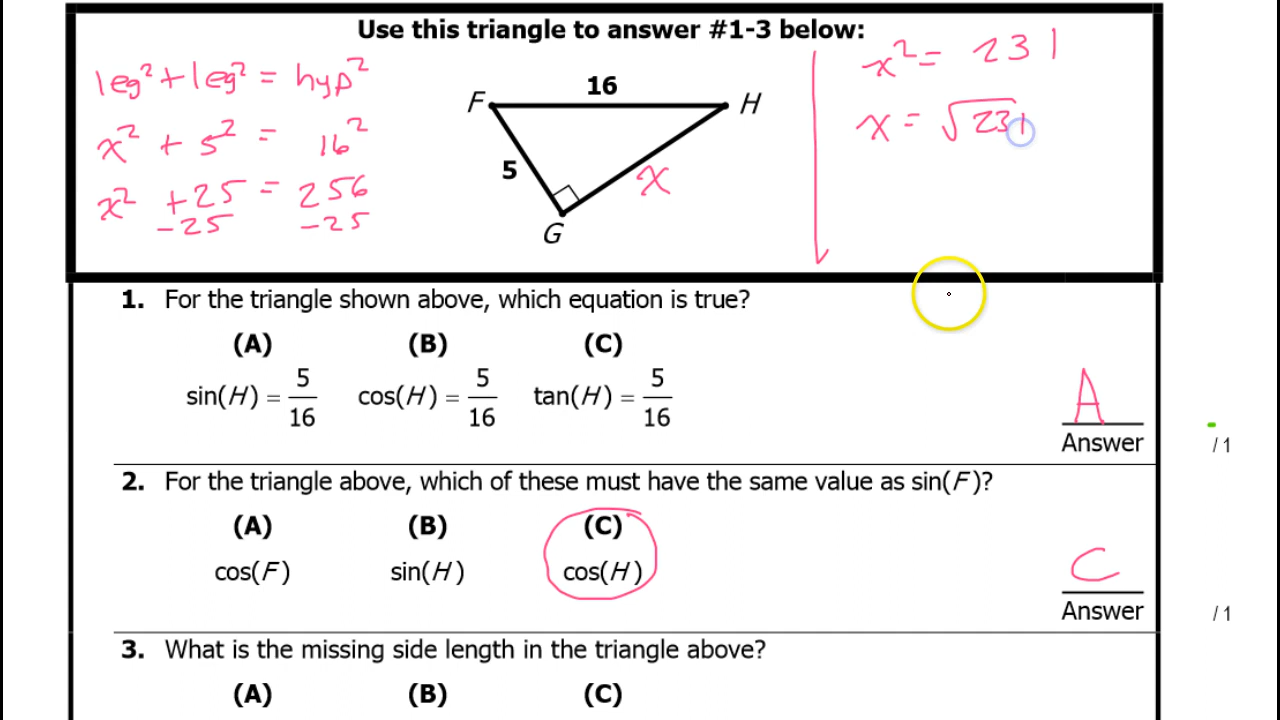 Use this triangle to answer #1-3 below:
leg² + leg² = hyp²
x² + 5² = 16²
x² + 25 = 256
-25 -25
F 16 H
5 x
G
x² = 231
x = √231
1. For the triangle shown above, which equation is true?
(A) (B) (C)
sin(H) = 5/16 cos(H) = 5/16 tan(H) = 5/16
A
Answer
/1
2. For the triangle above, which of these must have the same value as sin(F)?
(A) (B) (C)
cos(F) sin(H) cos(H)
C
Answer
/1
3. What is the missing side length in the triangle above?
(A) (B) (C)